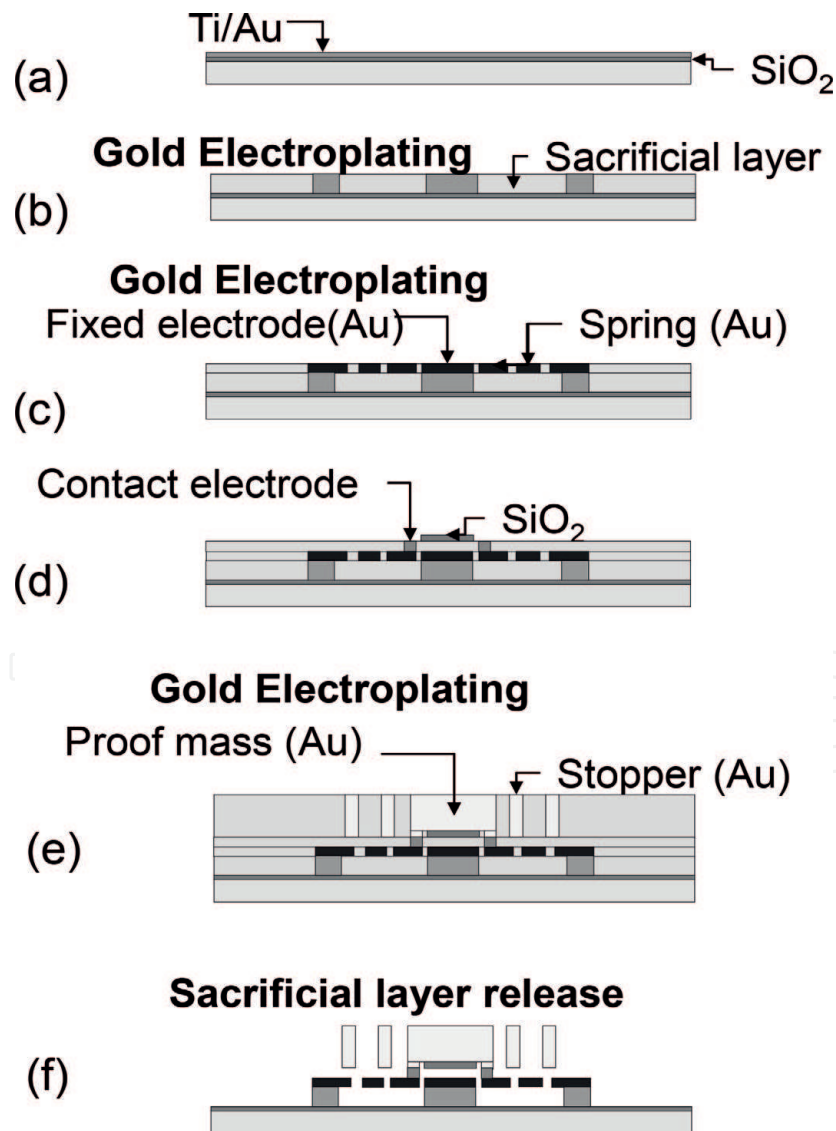 Ti/Au
(a)
SiO₂
Gold Electroplating
Sacrificial layer
(b)
Gold Electroplating
Fixed electrode(Au)
Spring (Au)
(c)
Contact electrode
SiO₂
(d)
Gold Electroplating
Proof mass (Au)
Stopper (Au)
(e)
Sacrificial layer release
(f)